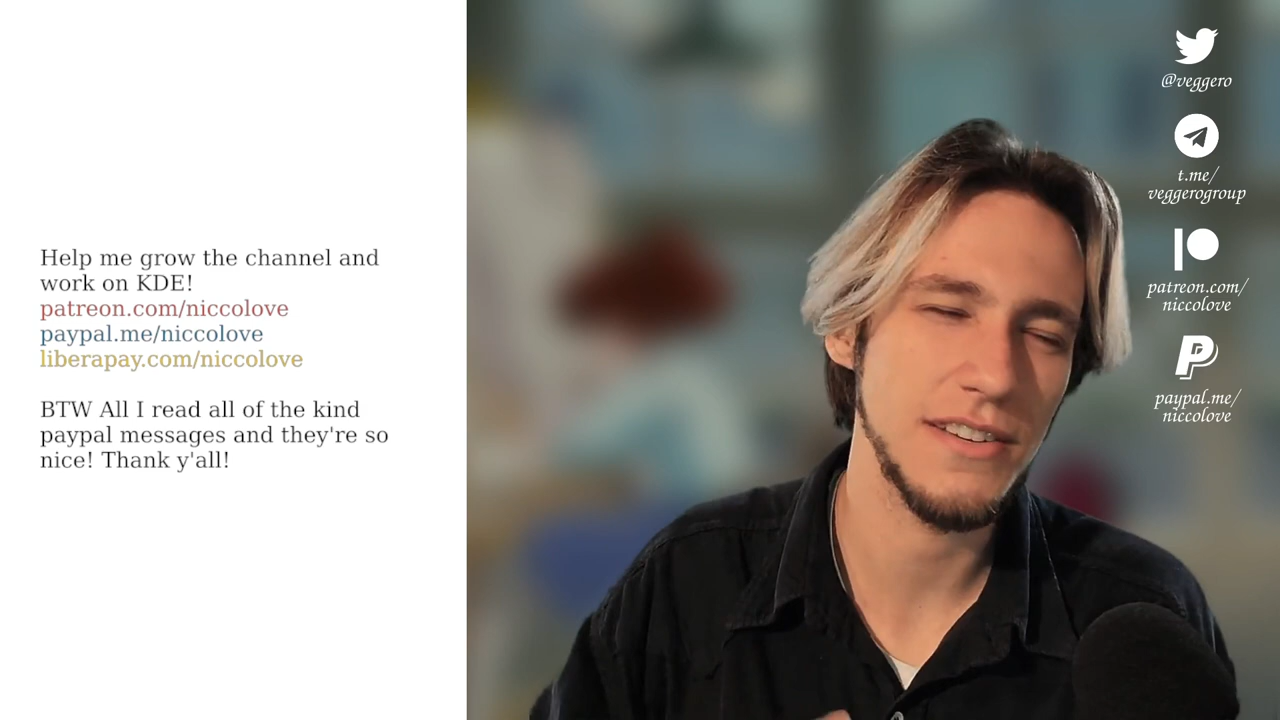 Help me grow the channel and
work on KDE!
patreon.com/niccolove
paypal.me/niccolove
liberapay.com/niccolove
BTW All I read all of the kind
paypal messages and they're so
nice! Thank y'all!
@veggero
t.me/
veggerogroup
patreon.com/
niccolove
paypal.me/
niccolove